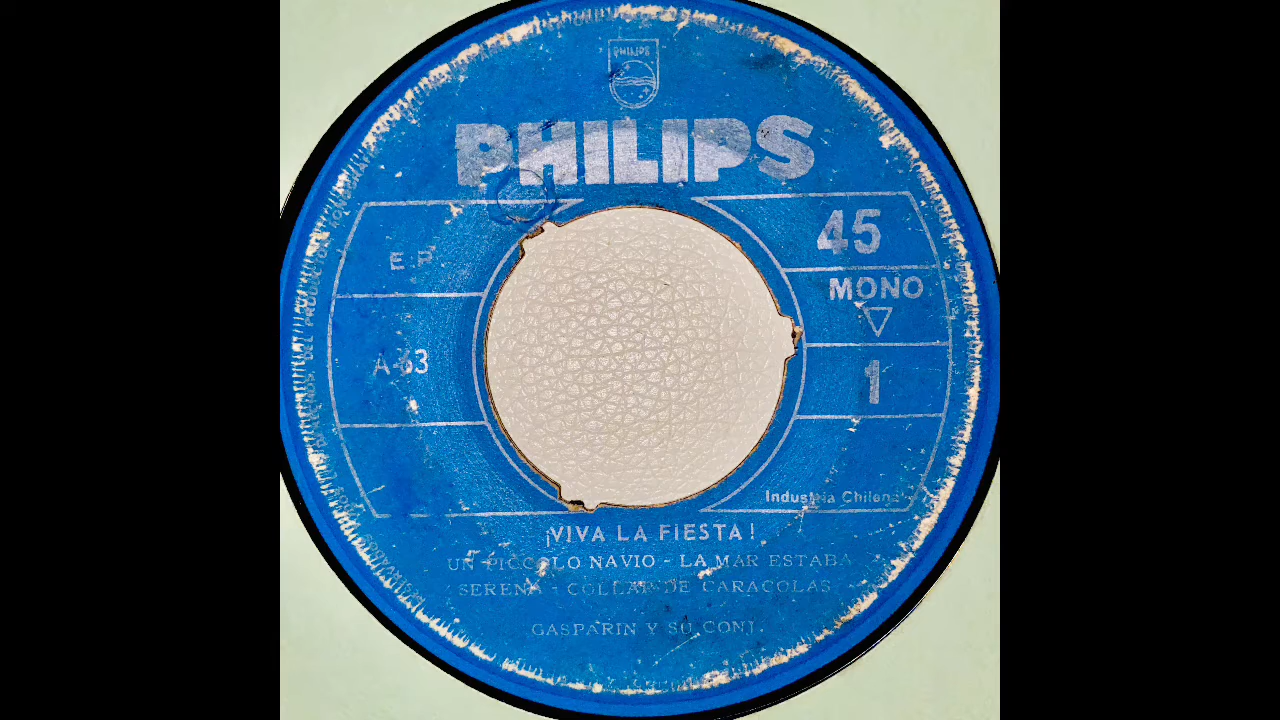 PHILIPS
PHILIPS
45
E.P.
MONO
A-63
1
Industria Chilena
¡VIVA LA FIESTA!
UN PICCOLO NAVIO - LA MAR ESTABA
SERENA - COLLAR DE CARACOLAS
GASPARIN Y SU CONJ.